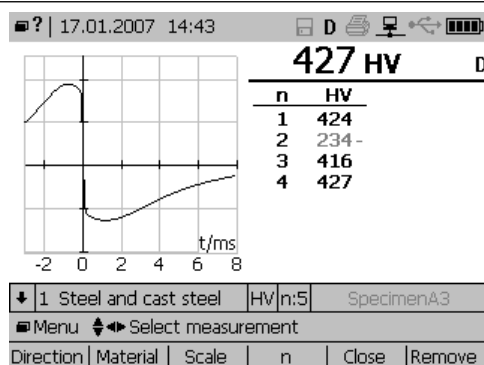 ?| 17.01.2007 14:43 D
427 HV D
n HV
1 424
2 234-
3 416
4 427
t/ms
-2 0 2 4 6 8
1 Steel and cast steel HV n:5 SpecimenA3
Menu Select measurement
Direction Material Scale n Close Remove